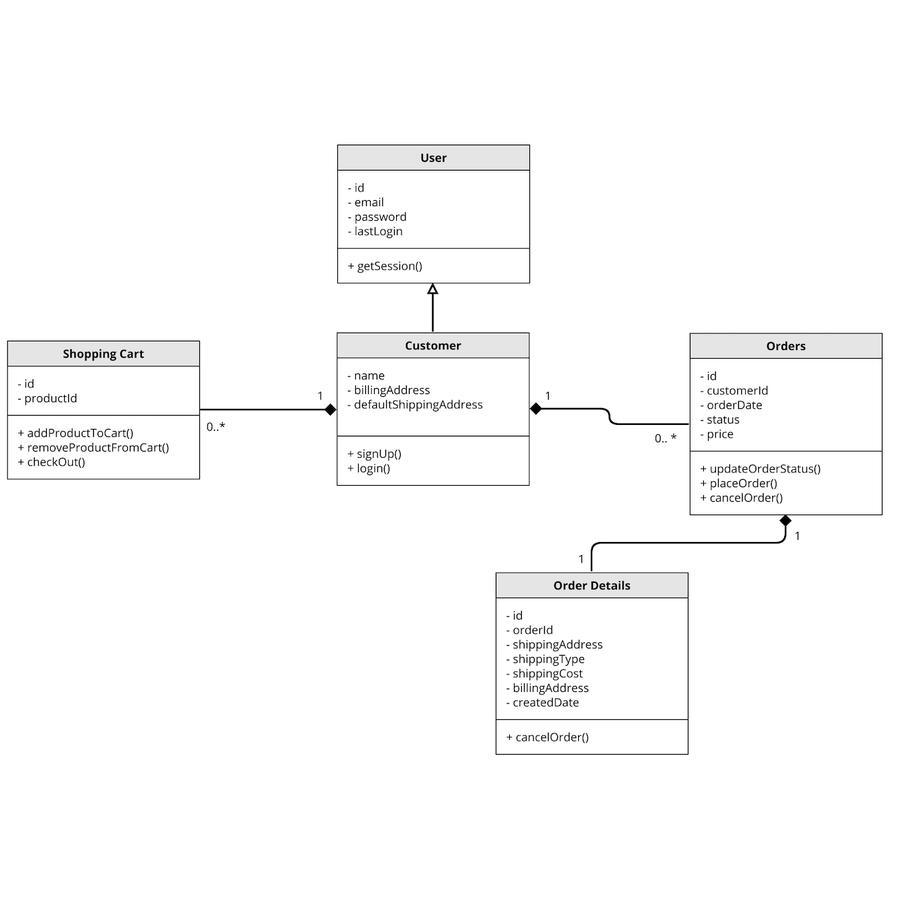 User
- id
- email
- password
- lastLogin
+ getSession()
Shopping Cart
- id
- productId
+ addProductToCart()
+ removeProductFromCart()
+ checkOut()
1
0..*
Customer
- name
- billingAddress
- defaultShippingAddress
+ signUp()
+ login()
1
0.. *
Orders
- id
- customerId
- orderDate
- status
- price
+ updateOrderStatus()
+ placeOrder()
+ cancelOrder()
1
1
Order Details
- id
- orderId
- shippingAddress
- shippingType
- shippingCost
- billingAddress
- createdDate
+ cancelOrder()